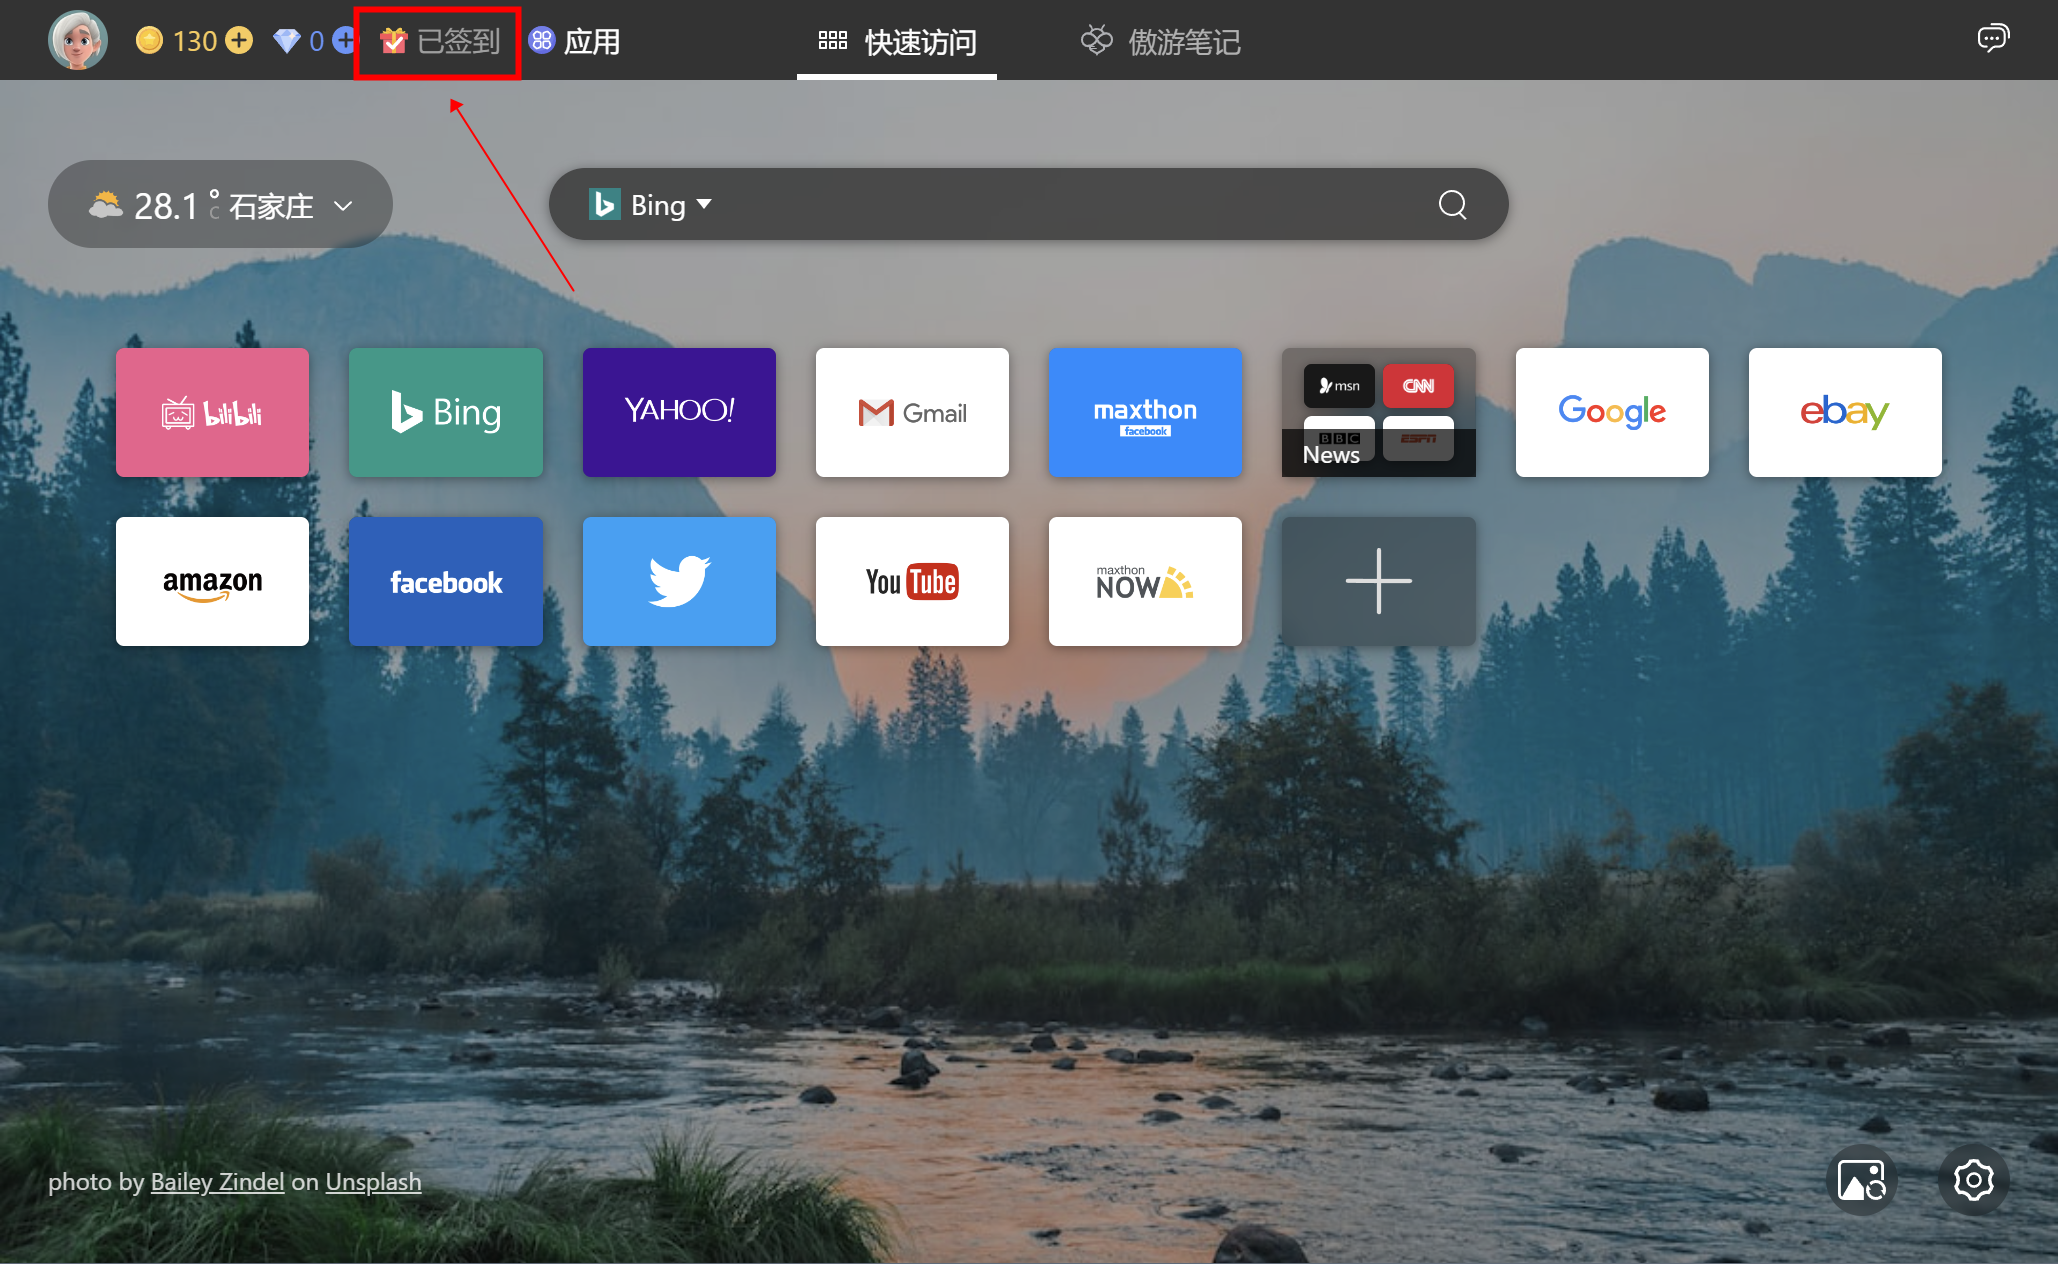 130 0 已签到 应用 快速访问 傲游笔记
28.1 °c 石家庄 Bing
bilibili Bing YAHOO! Gmail maxthon Google ebay
facebook
msn CNN
BBC ESPN
News
amazon facebook YouTube maxthon NOW
photo by Bailey Zindel on Unsplash